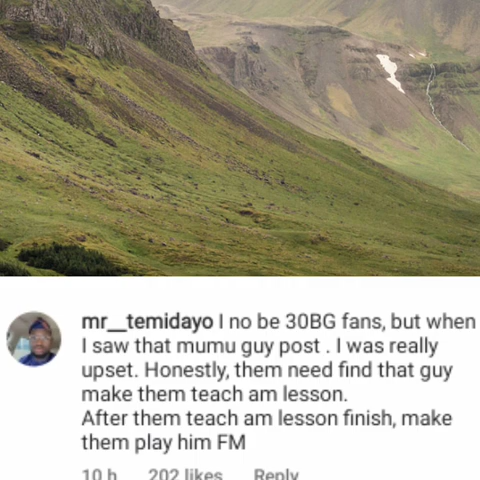 mr__temidayo I no be 30BG fans, but when
I saw that mumu guy post . I was really
upset. Honestly, them need find that guy
make them teach am lesson.
After them teach am lesson finish, make
them play him FM
10 h 202 likes Reply